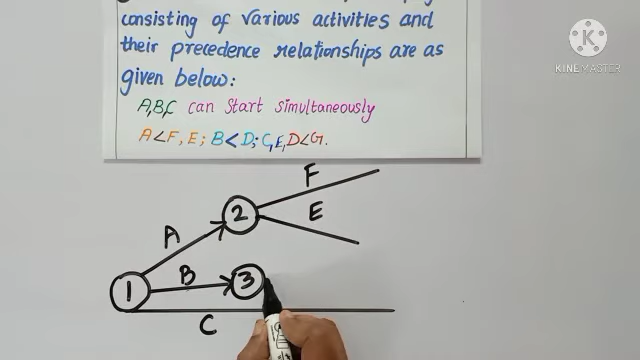 consisting of various activities and
their precedence relationships are as
given below:
A,B,C can start simultaneously
A<F, E; B<D; C,E,D<G.
KINEMASTER
F
2
E
A
B
3
1
C